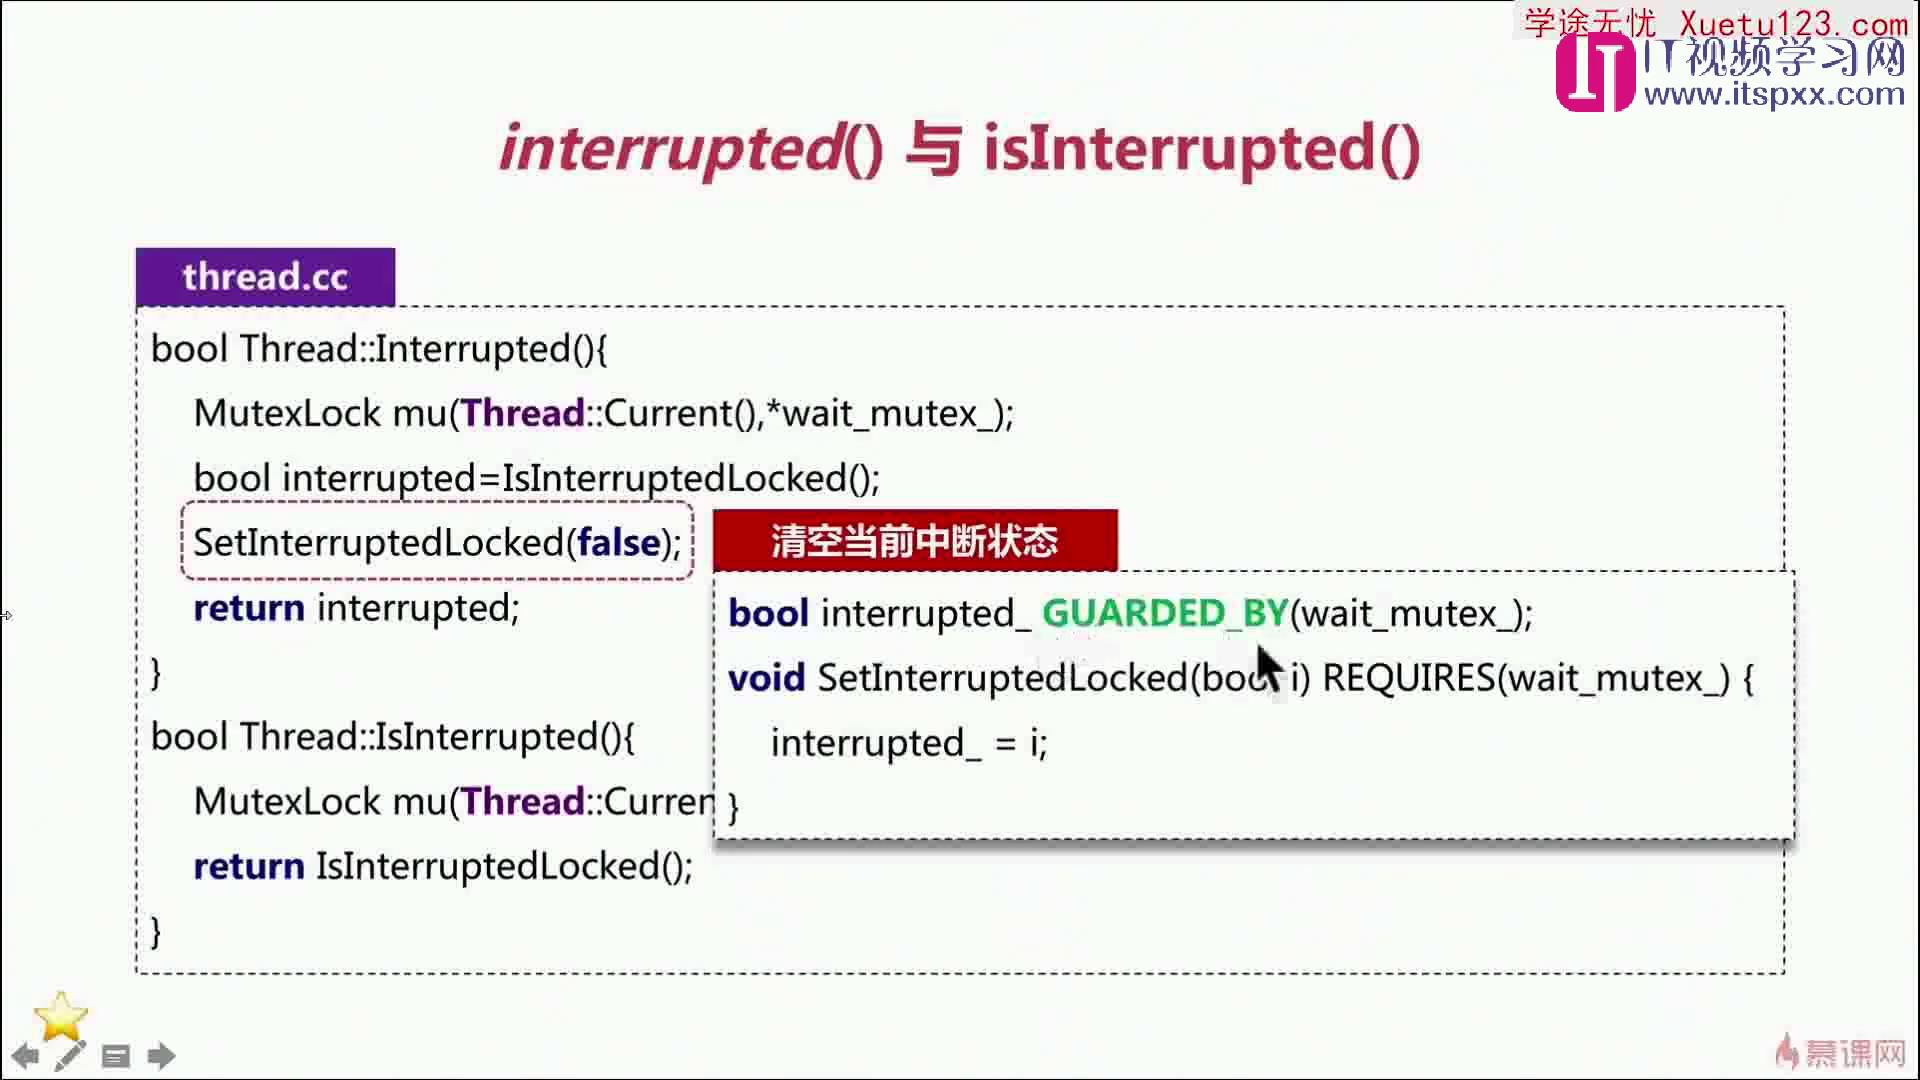 学途无忧 Xuetu123.com
IT视频学习网
www.itspxx.com
interrupted() 与 isInterrupted()
thread.cc
bool Thread::Interrupted(){
MutexLock mu(Thread::Current(),*wait_mutex_);
bool interrupted=IsInterruptedLocked();
SetInterruptedLocked(false);
return interrupted;
}
bool Thread::IsInterrupted(){
MutexLock mu(Thread::Curren
return IsInterruptedLocked();
}
清空当前中断状态
bool interrupted_ GUARDED_BY(wait_mutex_);
void SetInterruptedLocked(bool i) REQUIRES(wait_mutex_) {
interrupted_ = i;
}
慕课网